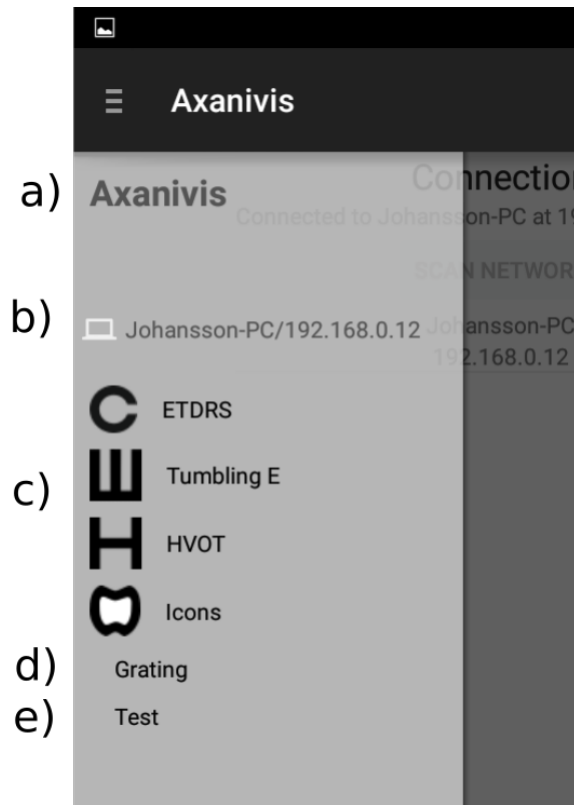 Axanivis
a) Axanivis
Connection
Connected to Johansson-PC at 19
SCAN NETWOR
b) Johansson-PC/192.168.0.12
Johansson-PC
192.168.0.12
ETDRS
c) Tumbling E
HVOT
Icons
d) Grating
e) Test